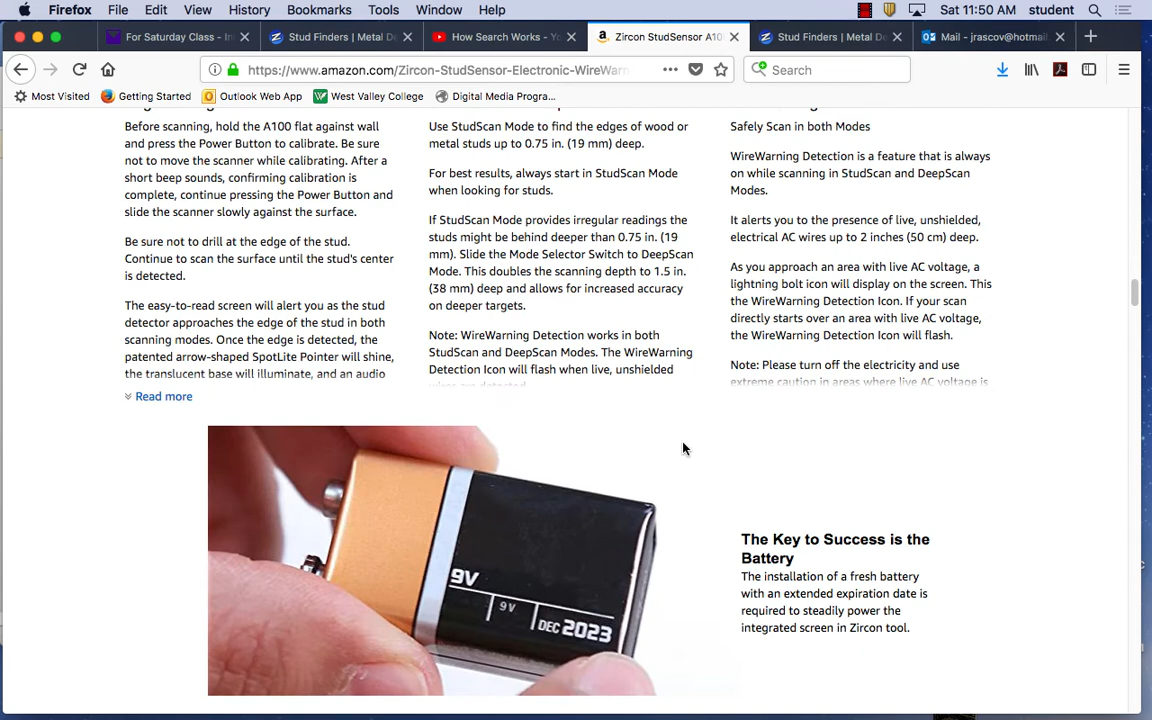 Firefox File Edit View History Bookmarks Tools Window Help Sat 11:50 AM student
For Saturday Class - In
Stud Finders | Metal De
How Search Works - Yo
Zircon StudSensor A10
Stud Finders | Metal De
Mail - jrascov@hotmail
https://www.amazon.com/Zircon-StudSensor-Electronic-WireWarn
Search
Most Visited Getting Started Outlook Web App West Valley College Digital Media Progra...
Before scanning, hold the A100 flat against wall
and press the Power Button to calibrate. Be sure
not to move the scanner while calibrating. After a
short beep sounds, confirming calibration is
complete, continue pressing the Power Button and
slide the scanner slowly against the surface.
Be sure not to drill at the edge of the stud.
Continue to scan the surface until the stud's center
is detected.
The easy-to-read screen will alert you as the stud
detector approaches the edge of the stud in both
scanning modes. Once the edge is detected, the
patented arrow-shaped SpotLite Pointer will shine,
the translucent base will illuminate, and an audio
Read more
Use StudScan Mode to find the edges of wood or
metal studs up to 0.75 in. (19 mm) deep.
For best results, always start in StudScan Mode
when looking for studs.
If StudScan Mode provides irregular readings the
studs might be behind deeper than 0.75 in. (19
mm). Slide the Mode Selector Switch to DeepScan
Mode. This doubles the scanning depth to 1.5 in.
(38 mm) deep and allows for increased accuracy
on deeper targets.
Note: WireWarning Detection works in both
StudScan and DeepScan Modes. The WireWarning
Detection Icon will flash when live, unshielded
wires are detected.
Safely Scan in both Modes
WireWarning Detection is a feature that is always
on while scanning in StudScan and DeepScan
Modes.
It alerts you to the presence of live, unshielded,
electrical AC wires up to 2 inches (50 cm) deep.
As you approach an area with live AC voltage, a
lightning bolt icon will display on the screen. This
the WireWarning Detection Icon. If your scan
directly starts over an area with live AC voltage,
the WireWarning Detection Icon will flash.
Note: Please turn off the electricity and use
extreme caution in areas where live AC voltage is
9V
9V
DEC 2023
The Key to Success is the
Battery
The installation of a fresh battery
with an extended expiration date is
required to steadily power the
integrated screen in Zircon tool.